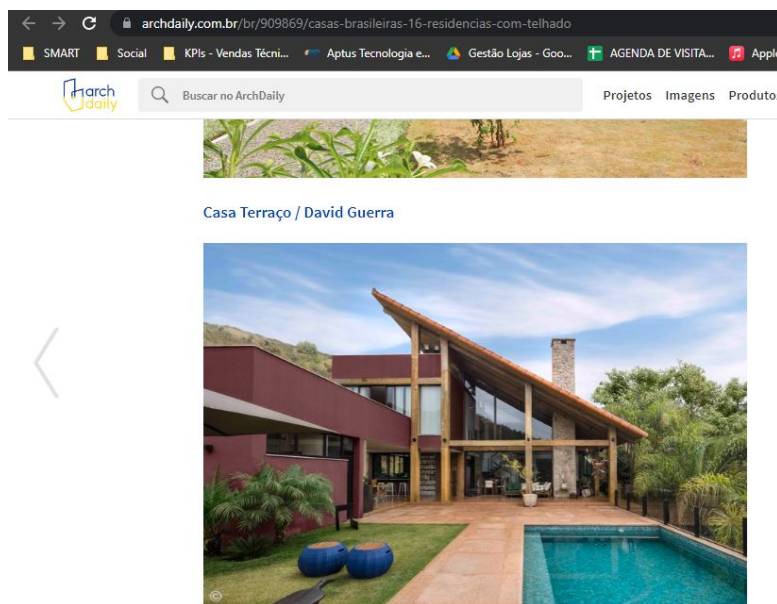 archdaily.com.br/br/909869/casas-brasileiras-16-residencias-com-telhado
SMART Social KPIs - Vendas Técni... Aptus Tecnologia e... Gestão Lojas - Goo... AGENDA DE VISITA... Apple
arch daily Buscar no ArchDaily Projetos Imagens Produtos
Casa Terraço / David Guerra
©